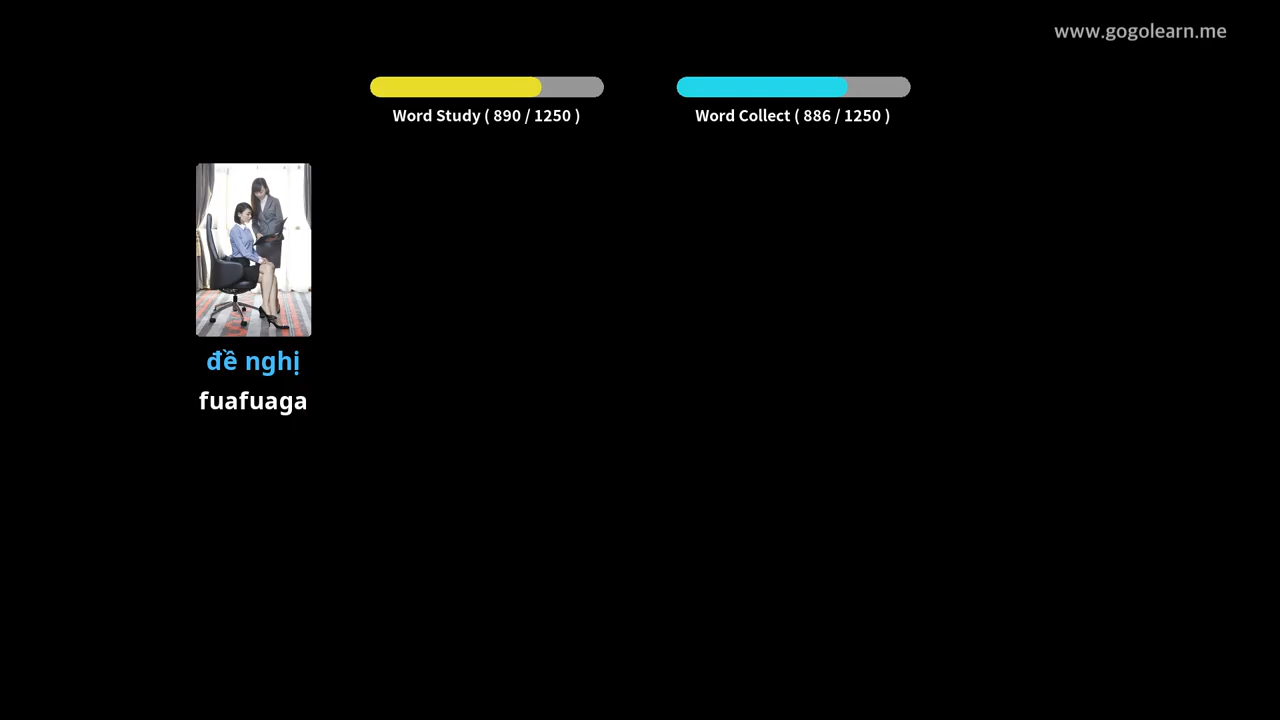 www.gogolearn.me
Word Study ( 890 / 1250 )
Word Collect ( 886 / 1250 )
đề nghị
fuafuaga